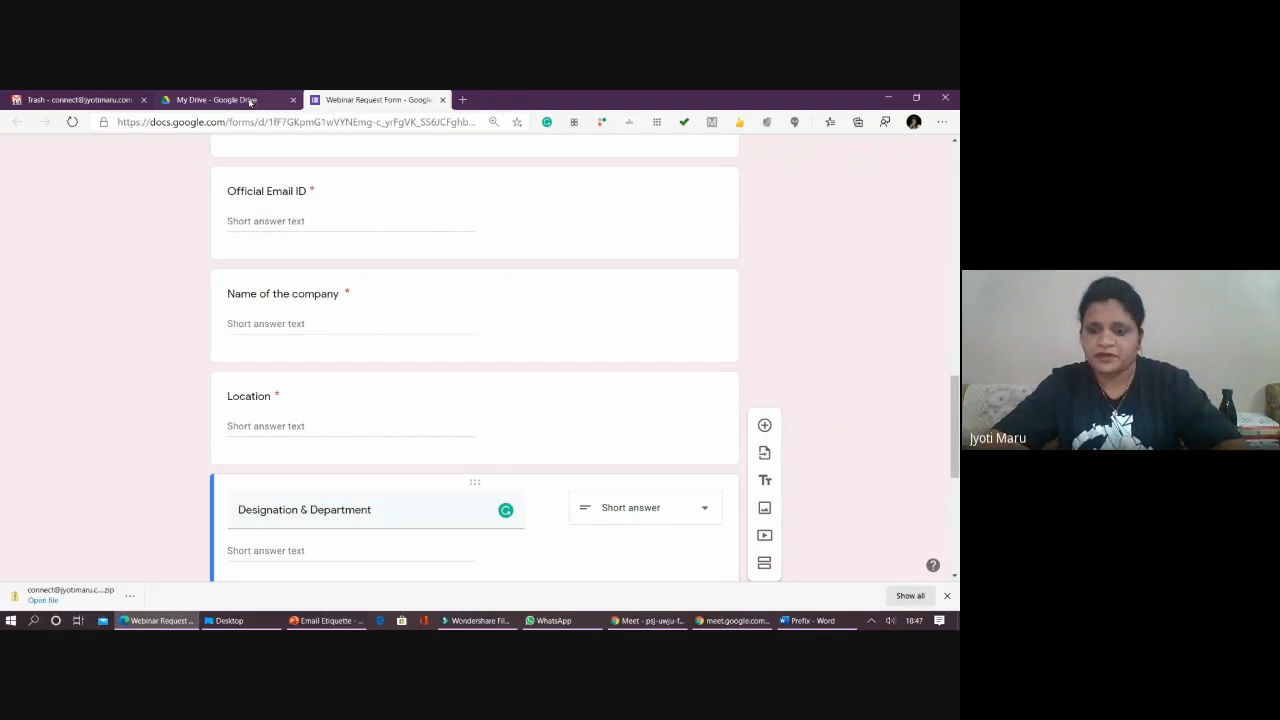 Trash - connect@jyotimaru.com
My Drive - Google Drive
Webinar Request Form - Google
https://docs.google.com/forms/d/1fF7GKpmG1wVYNEmg-c_yrFgVK_SS6JCFghb...
Official Email ID *
Short answer text
Name of the company *
Short answer text
Location *
Short answer text
Designation & Department
Short answer
Short answer text
Jyoti Maru
connect@jyotimaru.c....zip
Open file
Show all
Webinar Request ...
Desktop
Email Etiquette - ...
Wondershare Fil...
WhatsApp
Meet - psj-uwju-f...
meet.google.com...
Prefix - Word
18:47